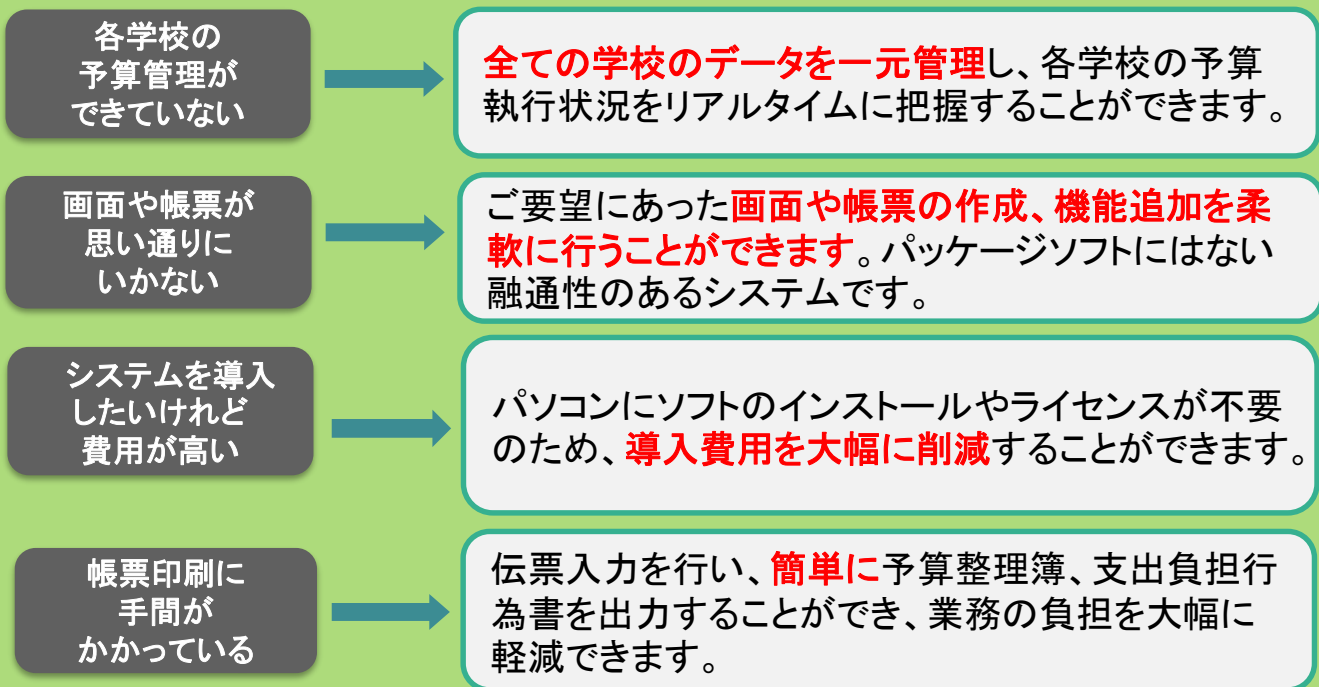 各学校の
予算管理が
できていない
全ての学校のデータを一元管理し、各学校の予算
執行状況をリアルタイムに把握することができます。
画面や帳票が
思い通りに
いかない
ご要望にあった画面や帳票の作成、機能追加を柔
軟に行うことができます。パッケージソフトにはない
融通性のあるシステムです。
システムを導入
したいけれど
費用が高い
パソコンにソフトのインストールやライセンスが不要
のため、導入費用を大幅に削減することができます。
帳票印刷に
手間が
かかっている
伝票入力を行い、簡単に予算整理簿、支出負担行
為書を出力することができ、業務の負担を大幅に
軽減できます。